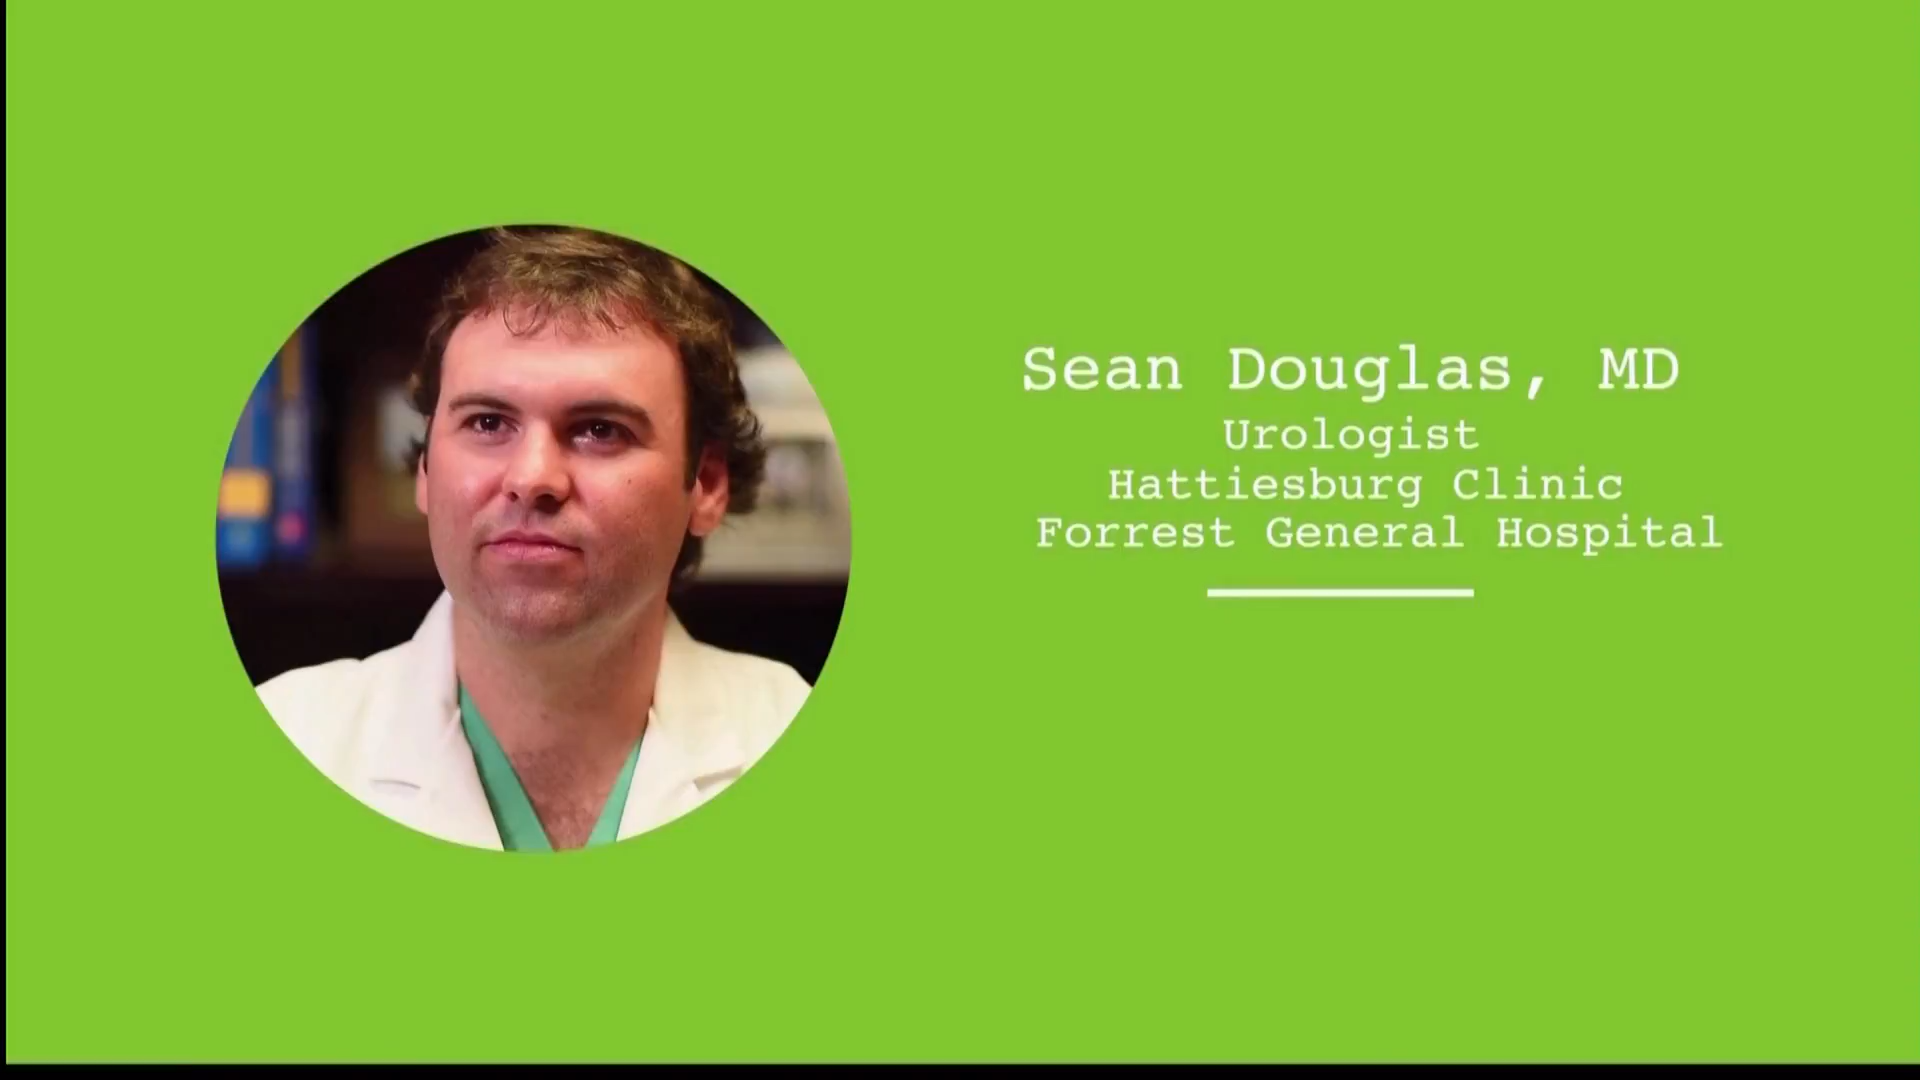 Sean Douglas, MD
Urologist
Hattiesburg Clinic
Forrest General Hospital